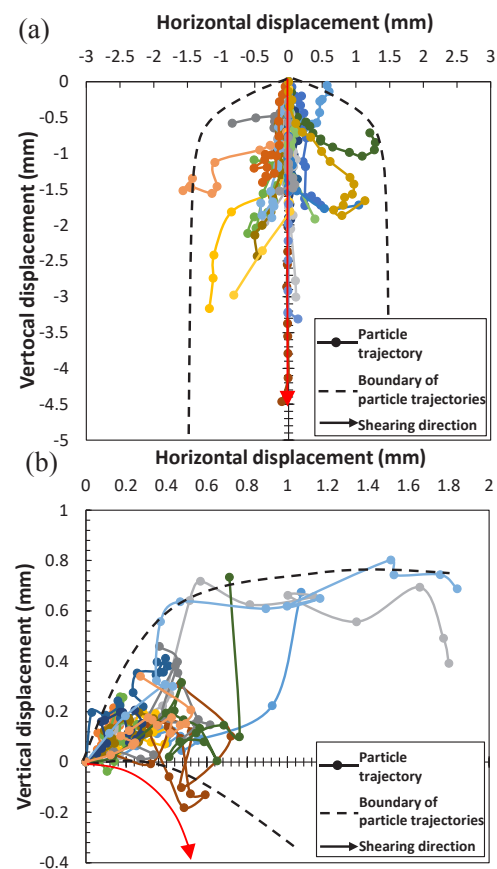 (a)
Horizontal displacement (mm)
-3 -2.5 -2 -1.5 -1 -0.5 0 0.5 1 1.5 2 2.5 3
Vertocal displacement (mm)
0
-0.5
-1
-1.5
-2
-2.5
-3
-3.5
-4
-4.5
-5
Particle
trajectory
Boundary of
particle trajectories
Shearing direction
(b)
Horizontal displacement (mm)
0 0.2 0.4 0.6 0.8 1 1.2 1.4 1.6 1.8 2
Vertical displacement (mm)
1
0.8
0.6
0.4
0.2
0
-0.2
-0.4
Particle
trajectory
Boundary of
particle trajectories
Shearing direction